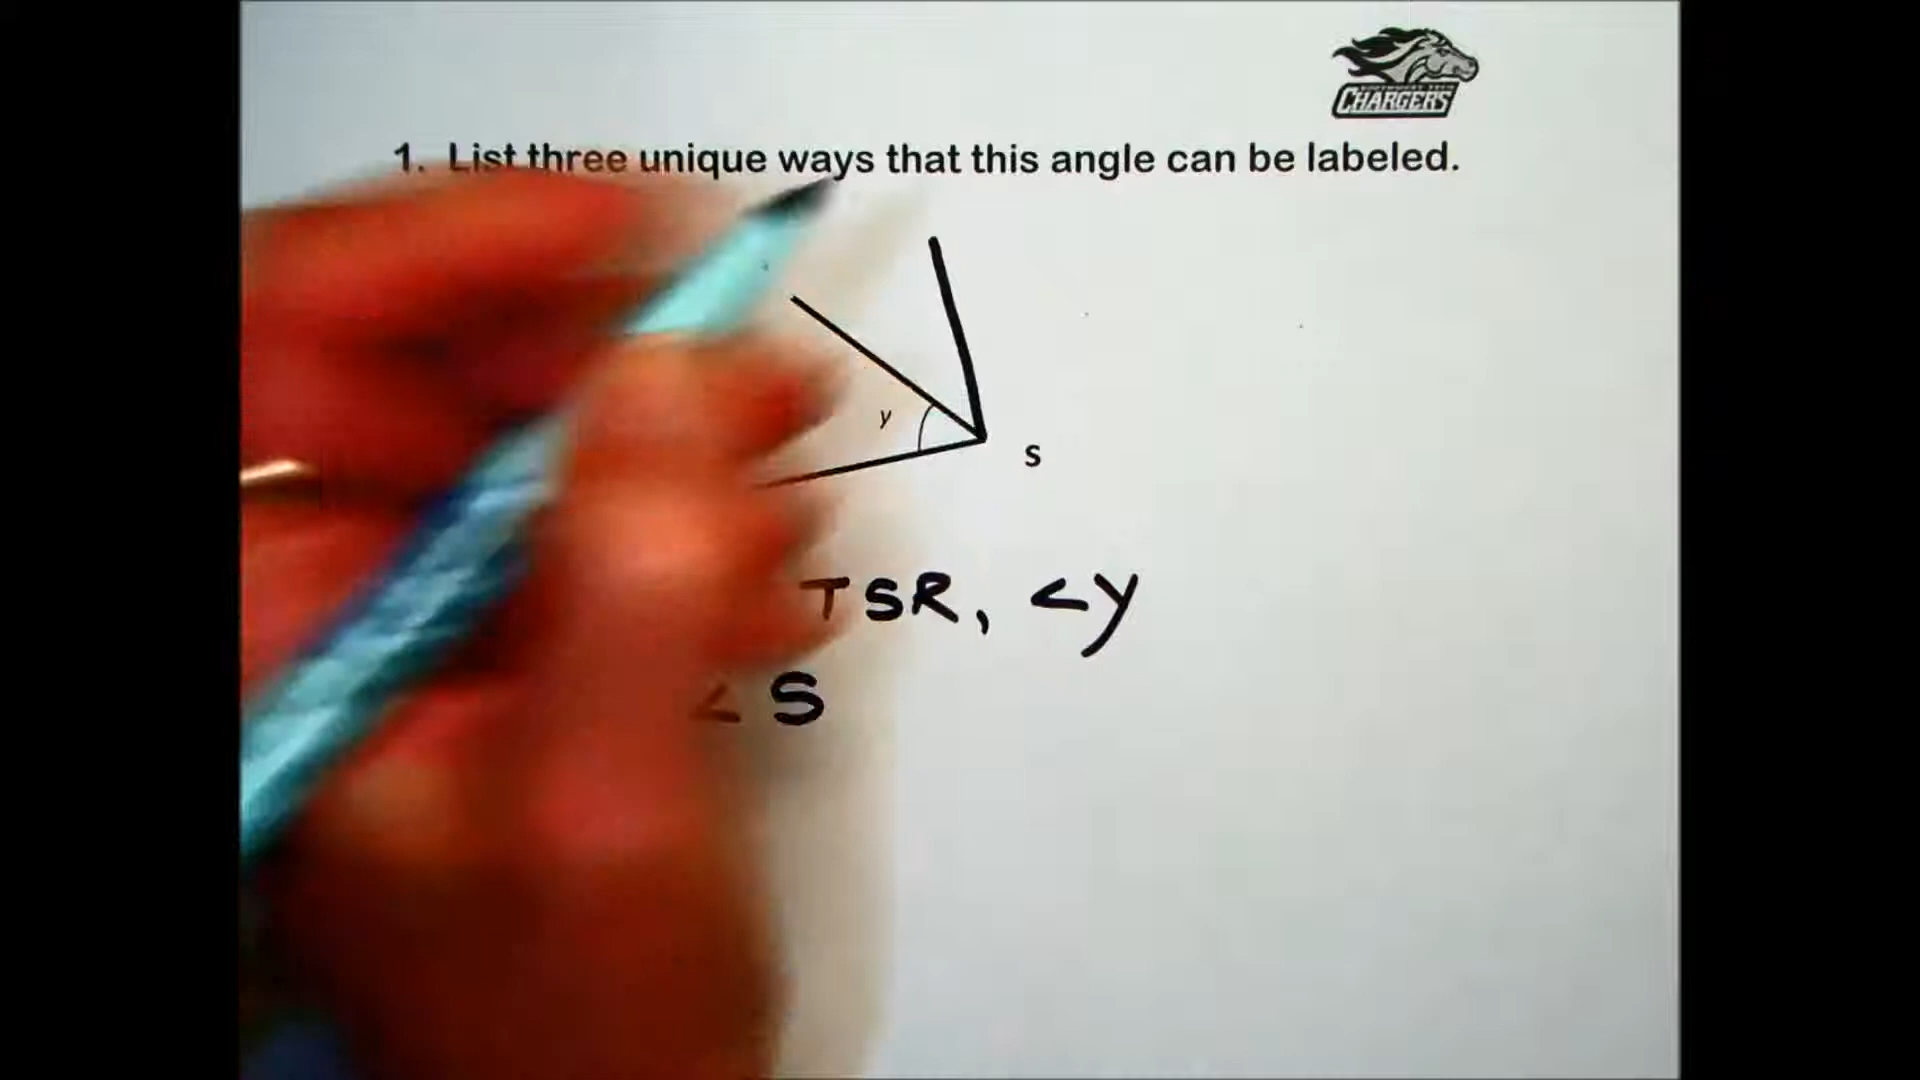 CHARGERS
1. List three unique ways that this angle can be labeled.
y
S
TSR, <y
< S